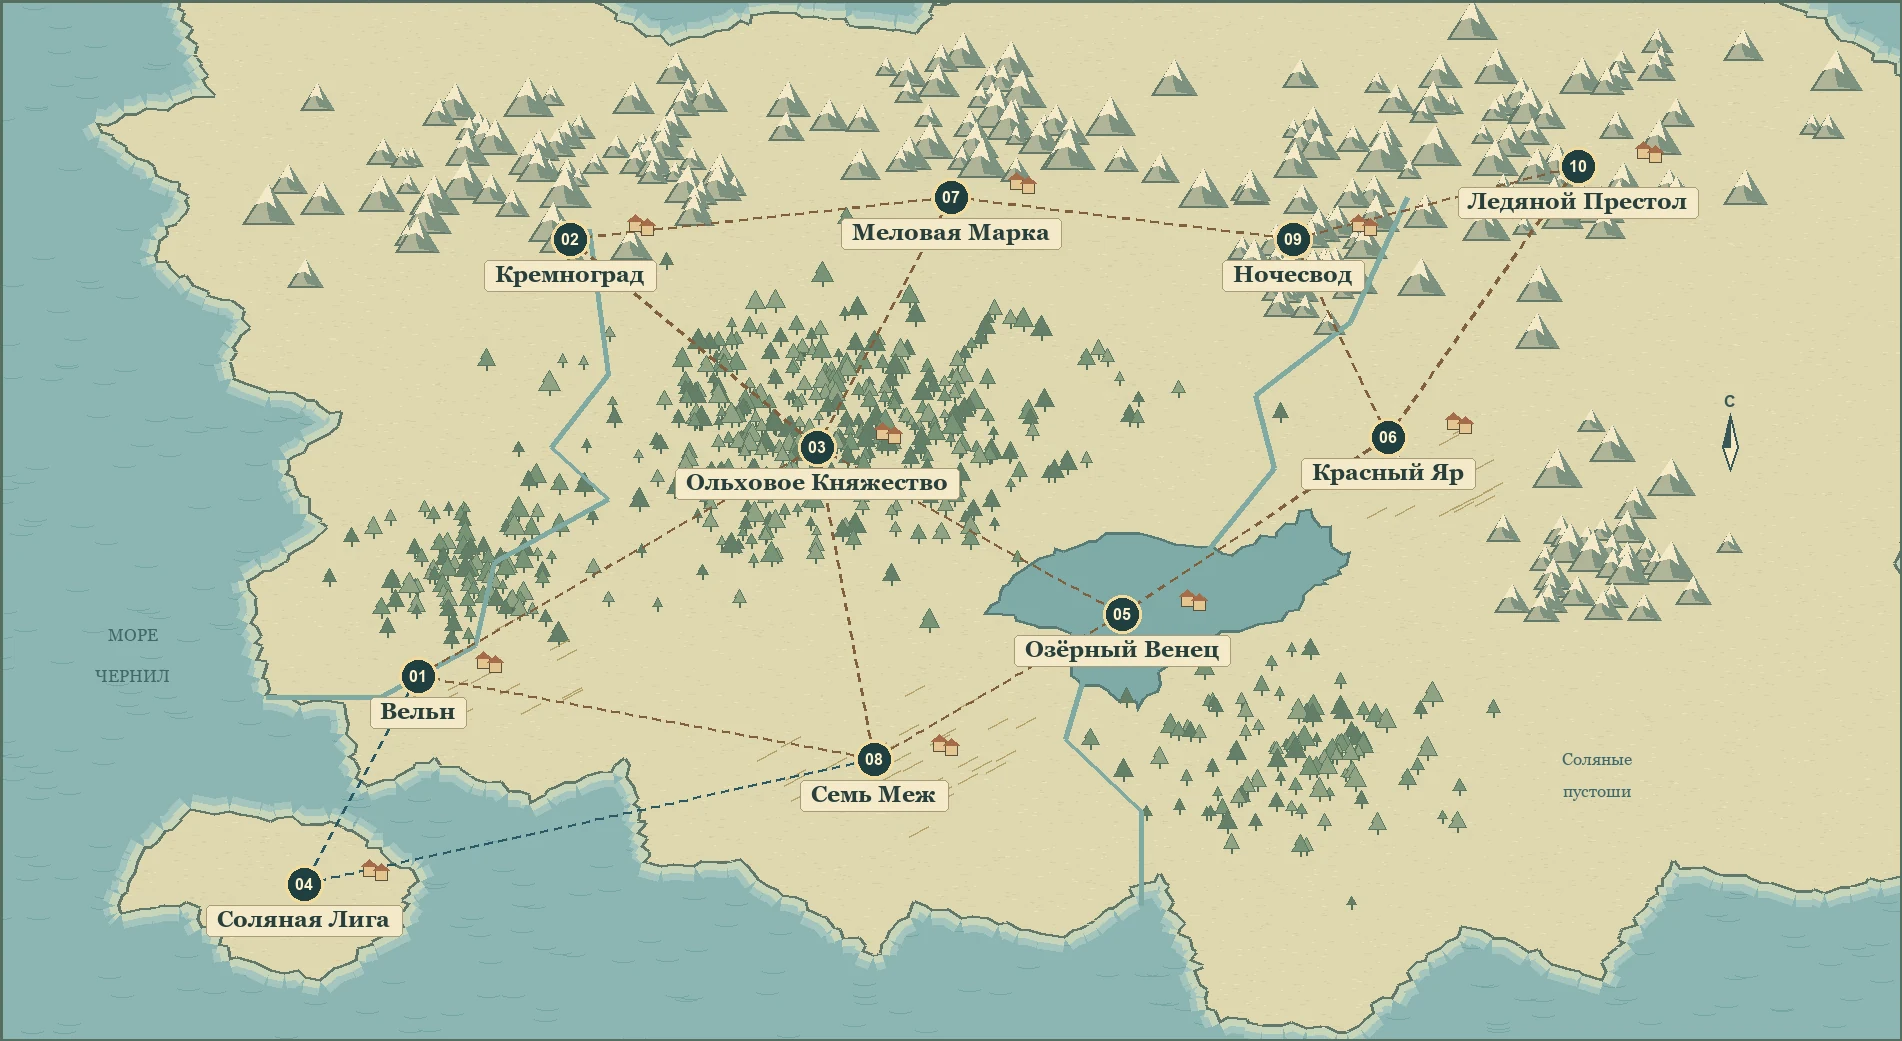 10
Ледяной Престол
07
Меловая Марка
02
Кремноград
09
Ночесвод
С
06
Красный Яр
03
Ольховое Княжество
05
Озёрный Венец
МОРЕ
ЧЕРНИЛ
01
Вельн
08
Семь Меж
Соляные
пустоши
04
Соляная Лига